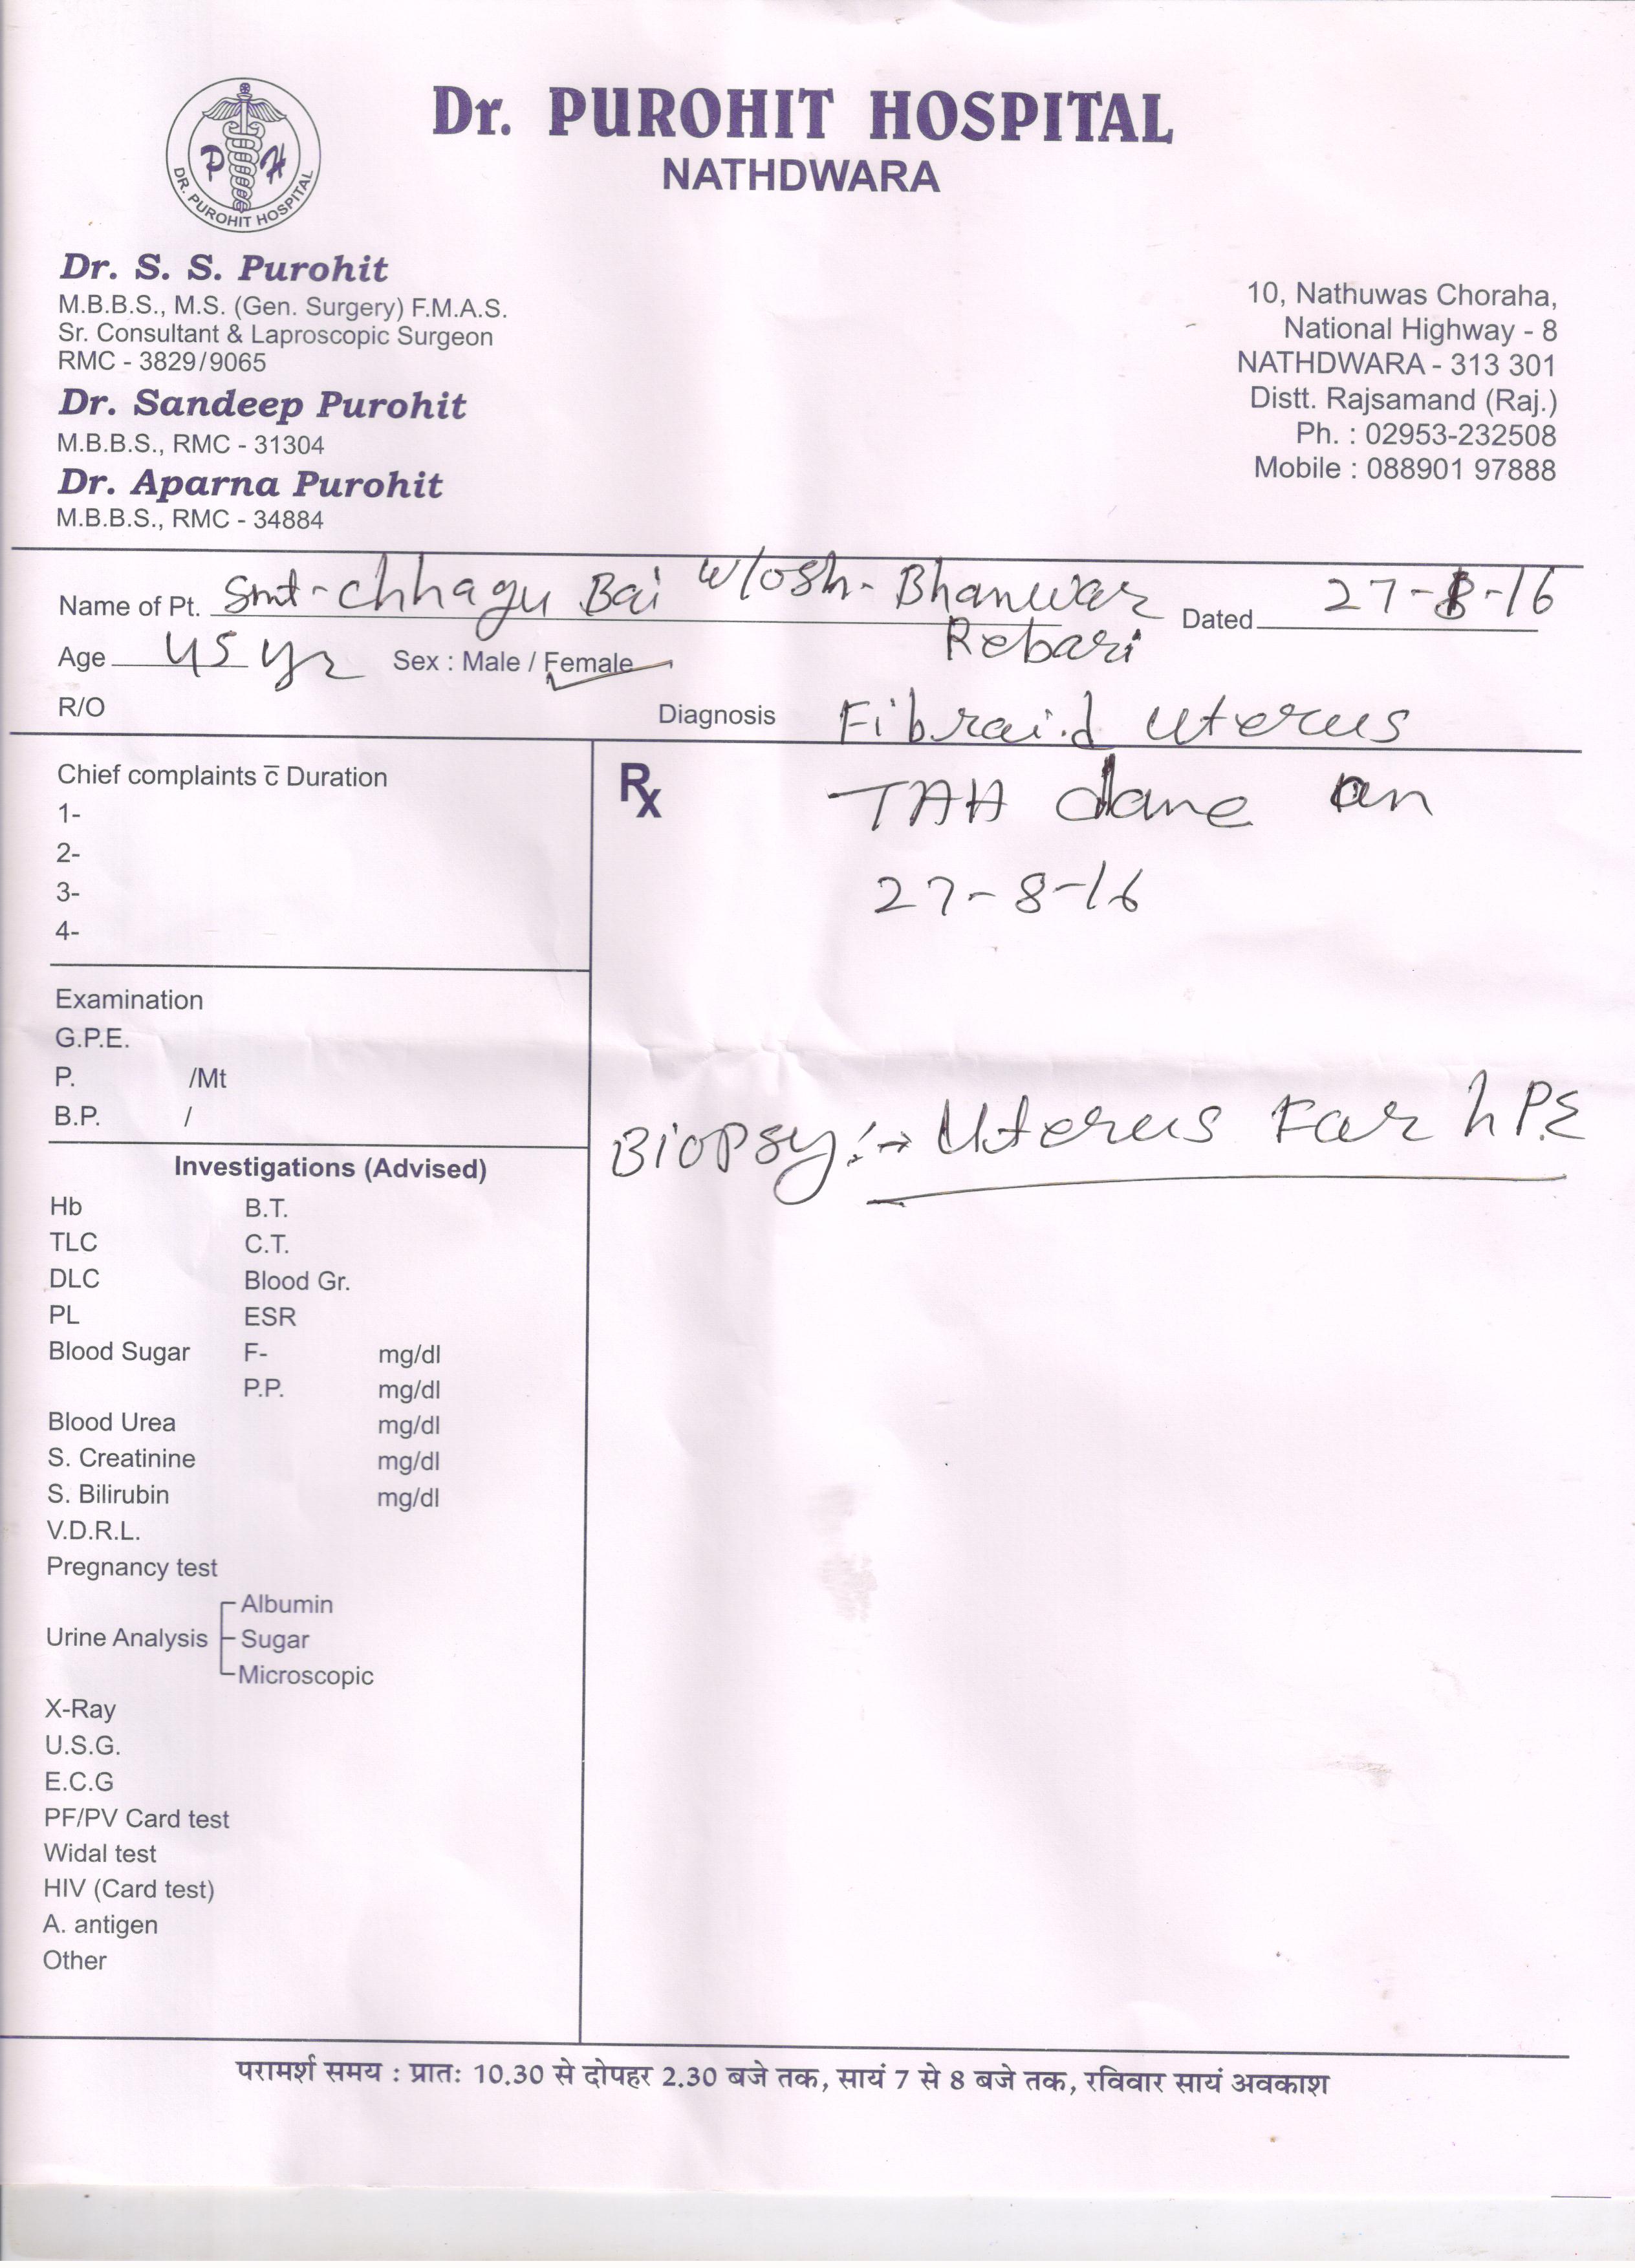 Dr. PUROHIT HOSPITAL
NATHDWARA
P H
DR. PUROHIT HOSPITAL
Dr. S. S. Purohit
M.B.B.S., M.S. (Gen. Surgery) F.M.A.S.
Sr. Consultant & Laproscopic Surgeon
RMC - 3829/9065
Dr. Sandeep Purohit
M.B.B.S., RMC - 31304
Dr. Aparna Purohit
M.B.B.S., RMC - 34884
10, Nathuwas Choraha,
National Highway - 8
NATHDWARA - 313 301
Distt. Rajsamand (Raj.)
Ph. : 02953-232508
Mobile : 088901 97888
Name of Pt. Smt-Chhagu Bai W/o Sh- Bhanwar Dated 27-8-16
Rebari
Age 45 yr Sex : Male / Female
R/O Diagnosis Fibraid Uterus
Chief complaints c̄ Duration
1-
2-
3-
4-
Rx TAH dane an
27-8-16
Examination
G.P.E.
P. /Mt
B.P. /
Biopsy:→ Uterus Far hPE
Investigations (Advised)
Hb B.T.
TLC C.T.
DLC Blood Gr.
PL ESR
Blood Sugar F- mg/dl
P.P. mg/dl
Blood Urea mg/dl
S. Creatinine mg/dl
S. Bilirubin mg/dl
V.D.R.L.
Pregnancy test
Urine Analysis Albumin
Sugar
Microscopic
X-Ray
U.S.G.
E.C.G
PF/PV Card test
Widal test
HIV (Card test)
A. antigen
Other
परामर्श समय : प्रातः 10.30 से दोपहर 2.30 बजे तक, सायं 7 से 8 बजे तक, रविवार सायं अवकाश